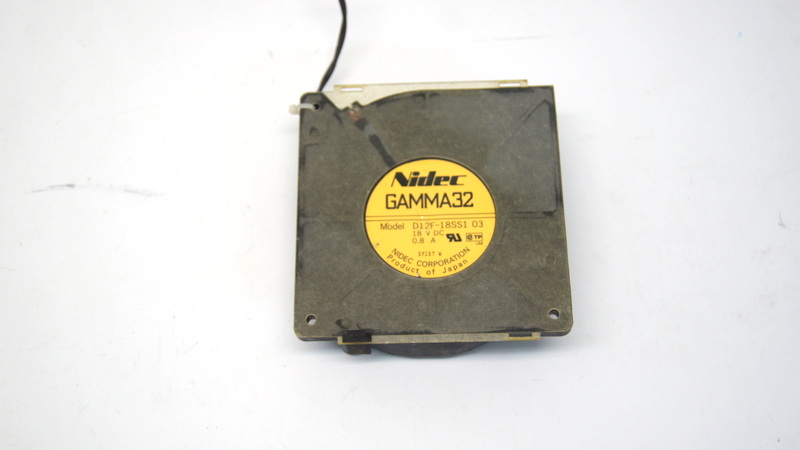 Nidec
GAMMA32
Model D12F-18SS1 03
18 V DC
0.8 A
NIDEC CORPORATION
Product of Japan